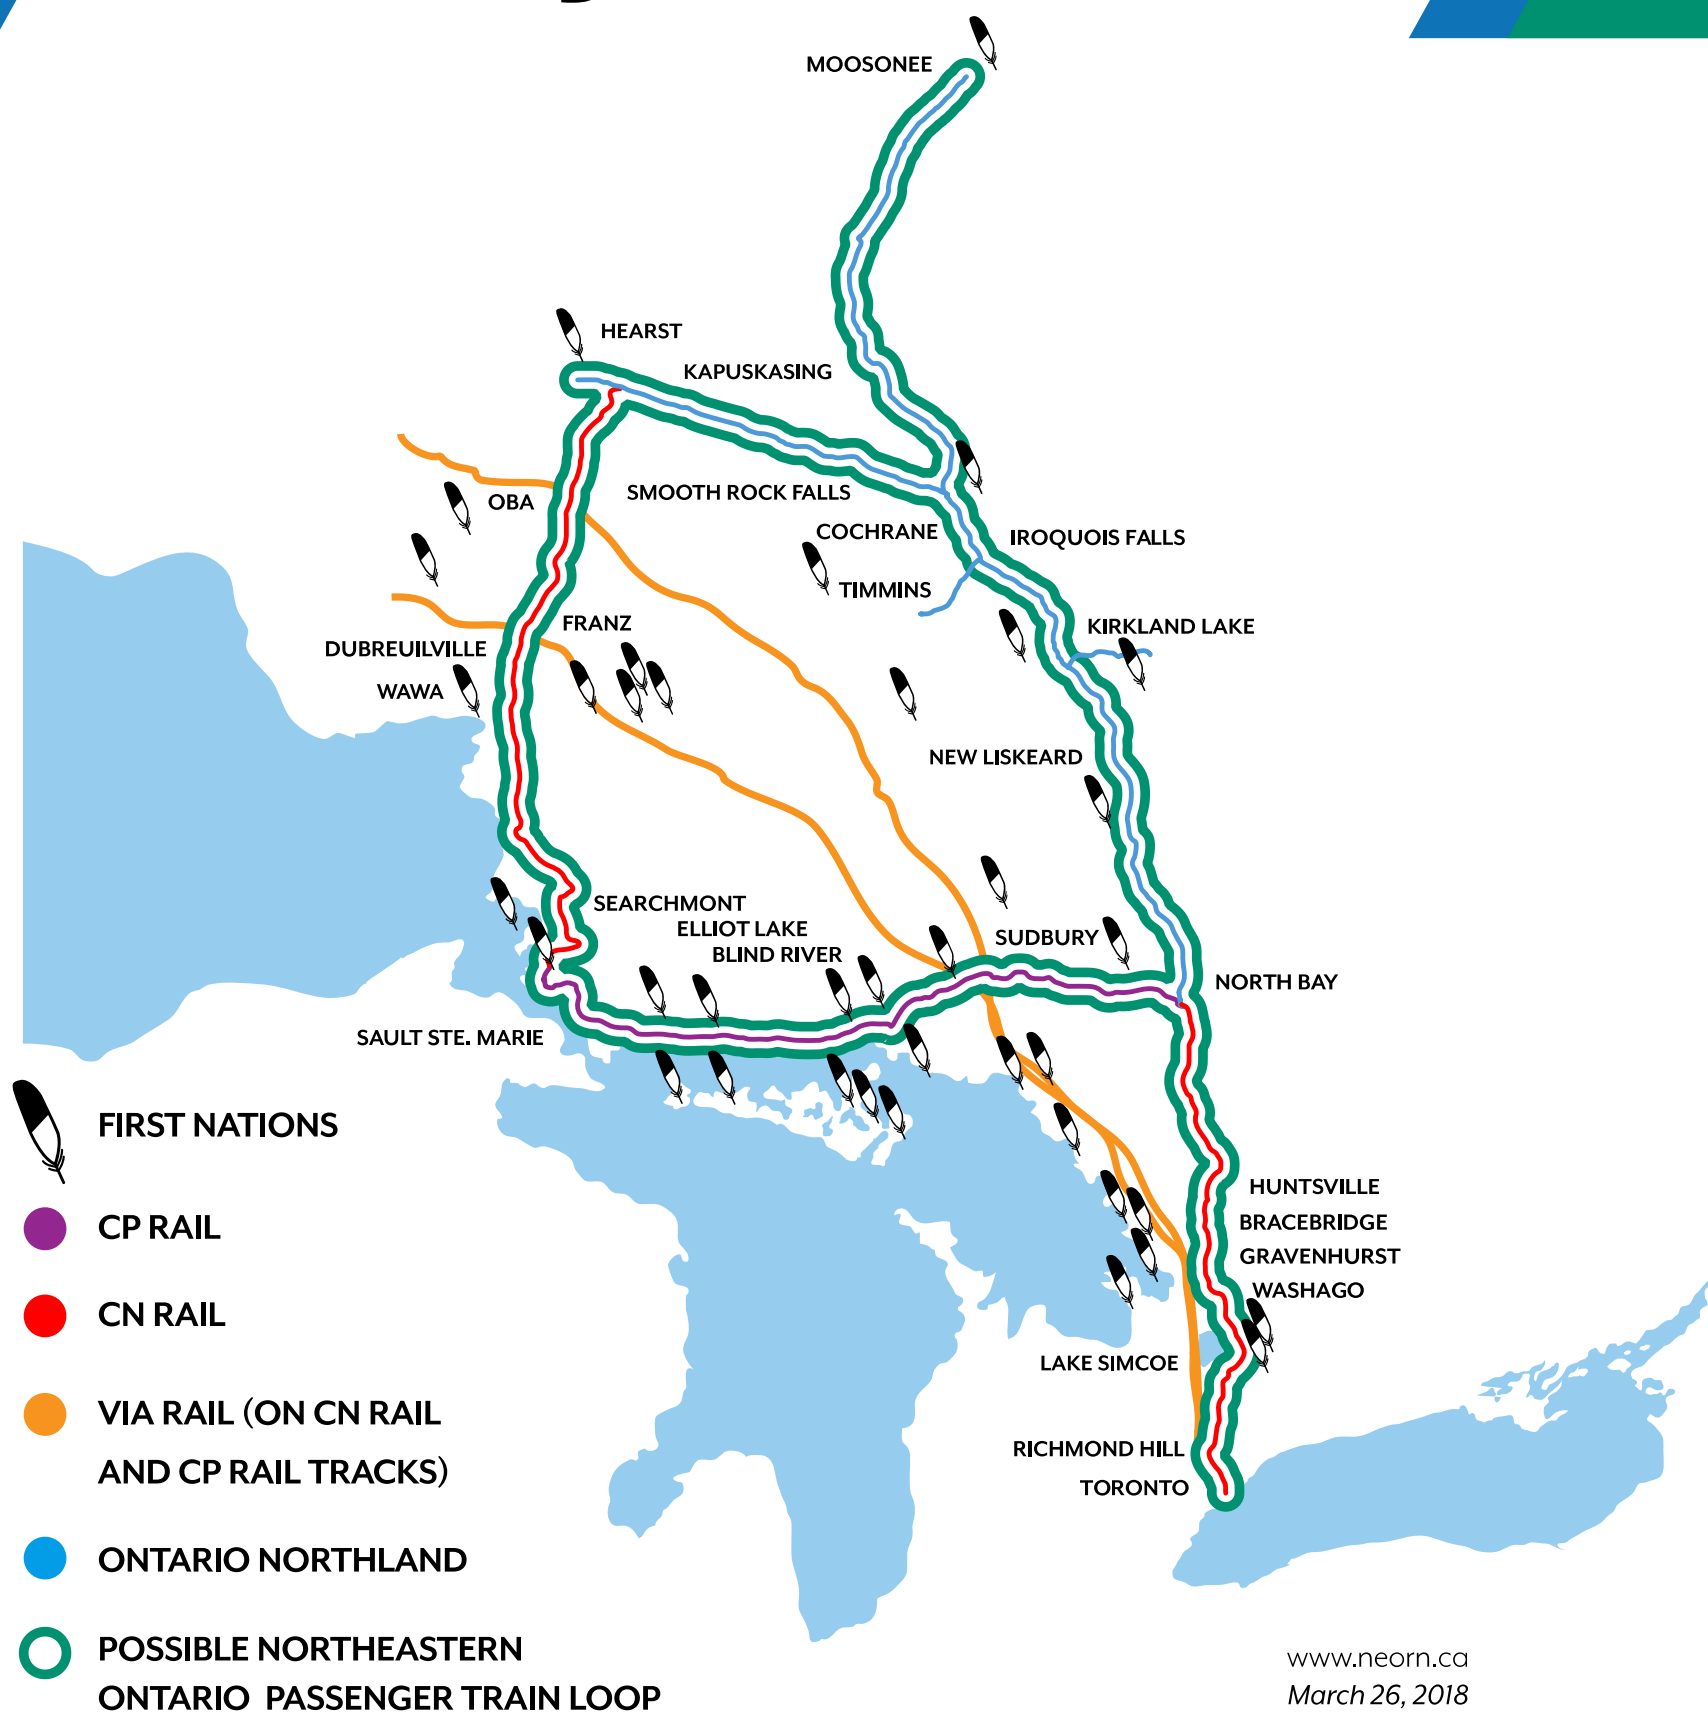 MOOSONEE
HEARST
KAPUSKASING
SMOOTH ROCK FALLS
OBA
COCHRANE
IROQUOIS FALLS
TIMMINS
FRANZ
KIRKLAND LAKE
DUBREUILVILLE
WAWA
NEW LISKEARD
SEARCHMONT
ELLIOT LAKE
BLIND RIVER
SUDBURY
NORTH BAY
SAULT STE. MARIE
HUNTSVILLE
BRACEBRIDGE
GRAVENHURST
WASHAGO
LAKE SIMCOE
RICHMOND HILL
TORONTO
FIRST NATIONS
CP RAIL
CN RAIL
VIA RAIL (ON CN RAIL
AND CP RAIL TRACKS)
ONTARIO NORTHLAND
POSSIBLE NORTHEASTERN
ONTARIO PASSENGER TRAIN LOOP
www.neorn.ca
March 26, 2018